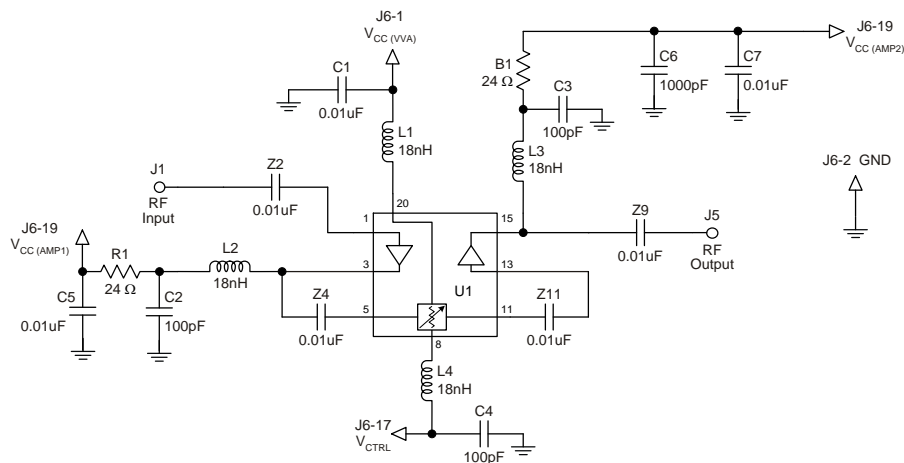 J6-1
VCC (VVA)
J6-19
VCC (AMP2)
C1
0.01uF
B1
24 Ω
C6
1000pF
C7
0.01uF
C3
100pF
L1
18nH
L3
18nH
J6-2 GND
J1
RF
Input
Z2
0.01uF
20
1
15
Z9
0.01uF
J5
RF
Output
J6-19
VCC (AMP1)
R1
24 Ω
L2
18nH
3
13
U1
C5
0.01uF
C2
100pF
Z4
0.01uF
5
11
Z11
0.01uF
8
L4
18nH
J6-17
VCTRL
C4
100pF